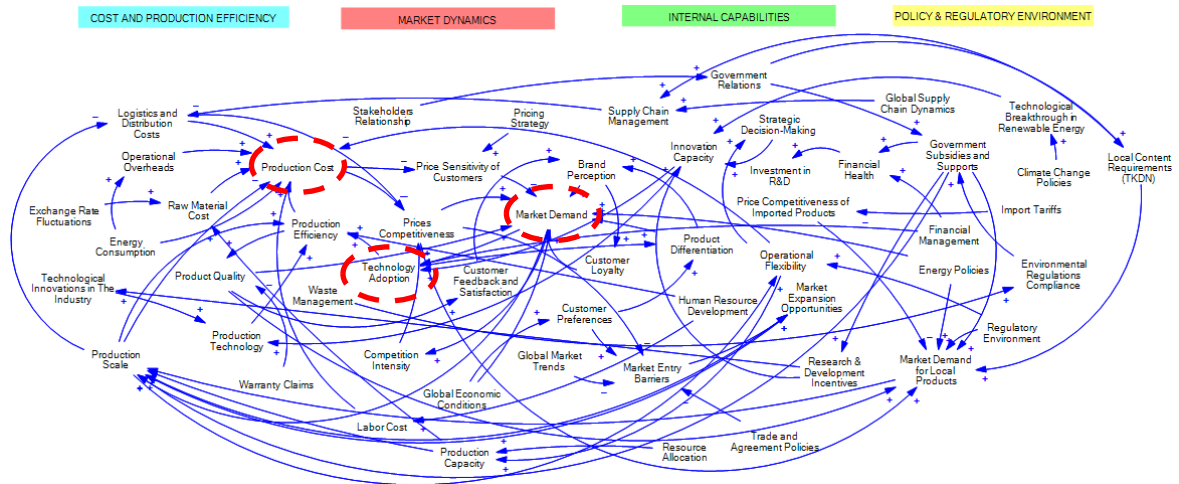 COST AND PRODUCTION EFFICIENCY
MARKET DYNAMICS
INTERNAL CAPABILITIES
POLICY & REGULATORY ENVIRONMENT
Government
Relations
Logistics and
Distribution
Costs
Stakeholders
Relationship
Pricing
Strategy
Supply Chain
Management
Strategic
Decision-Making
Global Supply
Chain Dynamics
Technological
Breakthrough in
Renewable Energy
Operational
Overheads
Production Cost
Price Sensitivity of
Customers
Brand
Perception
Innovation
Capacity
Investment in
R&D
Financial
Health
Government
Subsidies and
Supports
Climate Change
Policies
Local Content
Requirements
(TKDN)
Exchange Rate
Fluctuations
Raw Material
Cost
Production
Efficiency
Prices
Competitiveness
Market Demand
Price Competitiveness of
Imported Products
Import Tariffs
Financial
Management
Energy
Consumption
Product Quality
Technology
Adoption
Customer
Feedback and
Satisfaction
Customer
Loyalty
Product
Differentiation
Operational
Flexibility
Energy Policies
Environmental
Regulations
Compliance
Technological
Innovations in The
Industry
Waste
Management
Human Resource
Development
Market
Expansion
Opportunities
Production
Technology
Customer
Preferences
Regulatory
Environment
Production
Scale
Competition
Intensity
Global Market
Trends
Market Entry
Barriers
Research &
Development
Incentives
Market Demand
for Local
Products
Warranty Claims
Global Economic
Conditions
Labor Cost
Production
Capacity
Resource
Allocation
Trade and
Agreement Policies